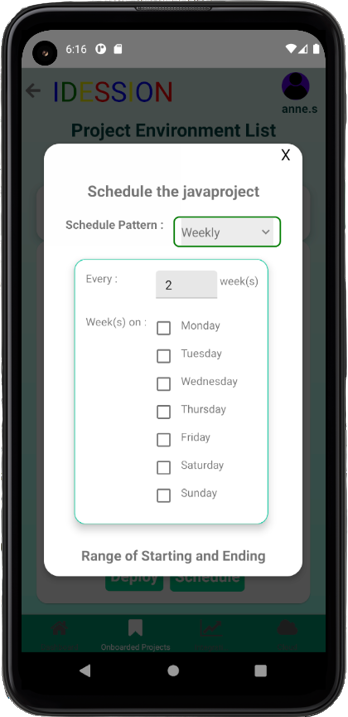 6:16
IDESSION
anne.s
Project Environment List
X
Schedule the javaproject
Schedule Pattern : Weekly
Every : 2 week(s)
Week(s) on : Monday
Tuesday
Wednesday
Thursday
Friday
Saturday
Sunday
Range of Starting and Ending
Deploy Schedule
Onboarded Projects